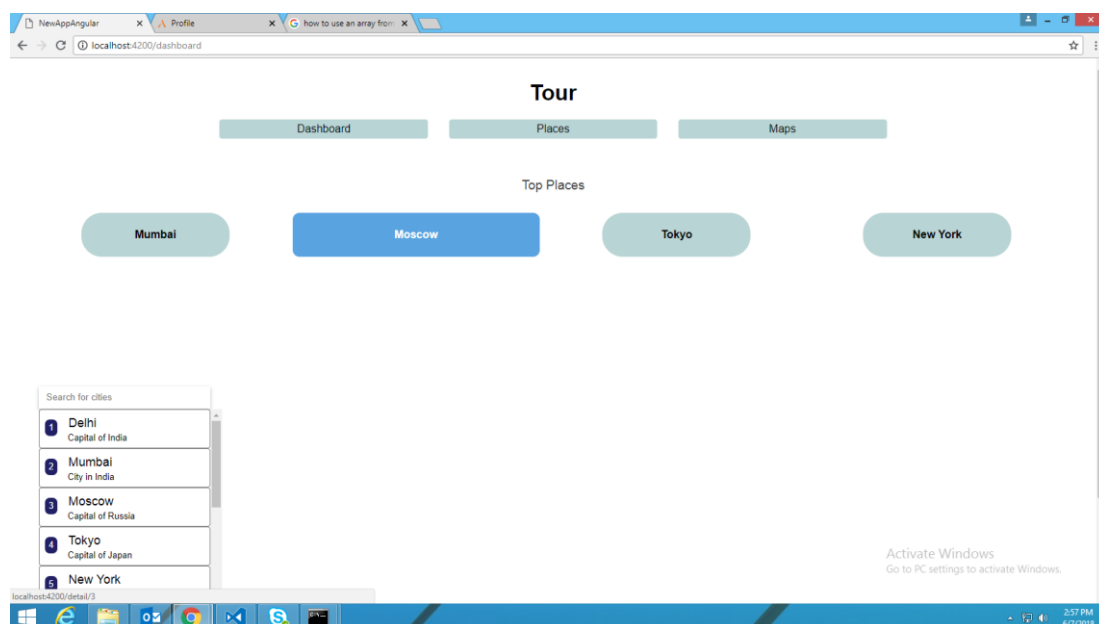 NewAppAngular Profile how to use an array from
localhost:4200/dashboard
Tour
Dashboard Places Maps
Top Places
Mumbai Moscow Tokyo New York
Search for cities
1 Delhi
Capital of India
2 Mumbai
City in India
3 Moscow
Capital of Russia
4 Tokyo
Capital of Japan
5 New York
Activate Windows
Go to PC settings to activate Windows.
localhost:4200/detail/3
2:57 PM
6/7/2018